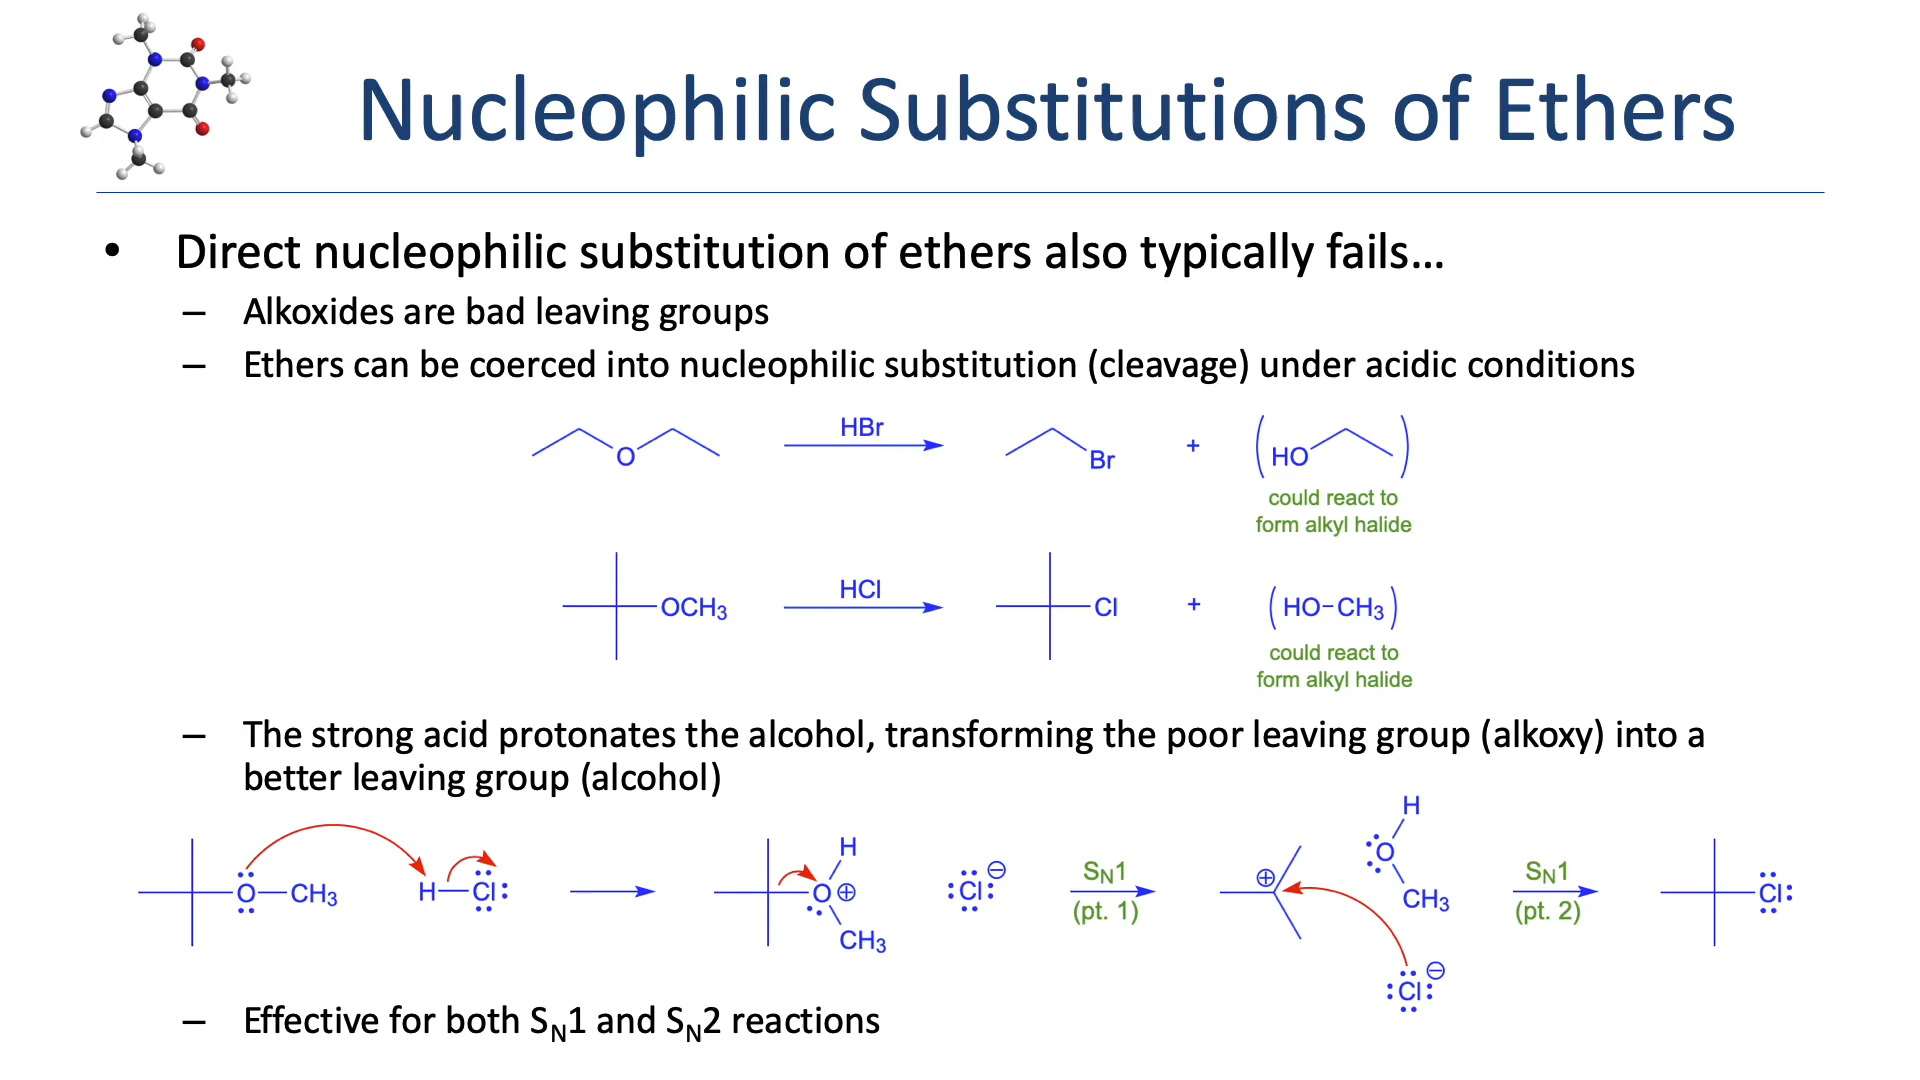 Nucleophilic Substitutions of Ethers
• Direct nucleophilic substitution of ethers also typically fails…
– Alkoxides are bad leaving groups
– Ethers can be coerced into nucleophilic substitution (cleavage) under acidic conditions
O HBr Br + (HO)
could react to
form alkyl halide
OCH₃ HCl Cl + (HO–CH₃)
could react to
form alkyl halide
– The strong acid protonates the alcohol, transforming the poor leaving group (alkoxy) into a
better leaving group (alcohol)
O–CH₃ H–Cl: H O⊕ CH₃ :Cl:⊖ Sɴ1 (pt. 1) ⊕ H O CH₃ :Cl:⊖ Sɴ1 (pt. 2) Cl:
– Effective for both Sɴ1 and Sɴ2 reactions